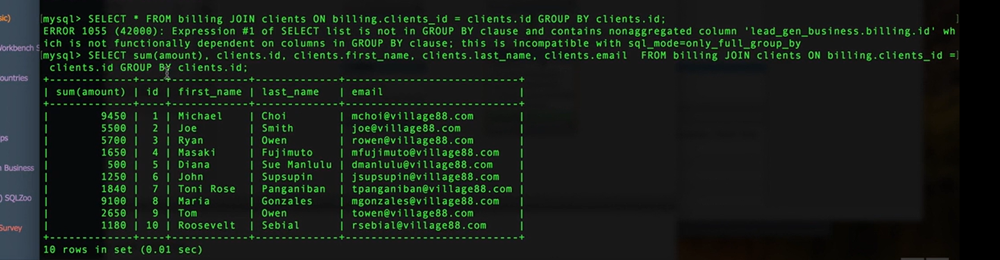 sic)
Workbench S
ountries
ps
n Business
) SQLZoo
Survey
[mysql> SELECT * FROM billing JOIN clients ON billing.clients_id = clients.id GROUP BY clients.id; ]
ERROR 1055 (42000): Expression #1 of SELECT list is not in GROUP BY clause and contains nonaggregated column 'lead_gen_business.billing.id' wh
ich is not functionally dependent on columns in GROUP BY clause; this is incompatible with sql_mode=only_full_group_by
[mysql> SELECT sum(amount), clients.id, clients.first_name, clients.last_name, clients.email  FROM billing JOIN clients ON billing.clients_id =]
 clients.id GROUP BY clients.id;
+-------------+----+------------+-------------+-------------------------+
| sum(amount) | id | first_name | last_name   | email                   |
+-------------+----+------------+-------------+-------------------------+
|        9450 |  1 | Michael    | Choi        | mchoi@village88.com     |
|        5500 |  2 | Joe        | Smith       | joe@village88.com       |
|        5700 |  3 | Ryan       | Owen        | rowen@village88.com     |
|        1650 |  4 | Masaki     | Fujimuto    | mfujimuto@village88.com |
|         500 |  5 | Diana      | Sue Manlulu | dmanlulu@village88.com  |
|        1250 |  6 | John       | Supsupin    | jsupsupin@village88.com |
|        1840 |  7 | Toni Rose  | Panganiban  | tpanganiban@village88.com |
|        9100 |  8 | Maria      | Gonzales    | mgonzales@village88.com |
|        2650 |  9 | Tom        | Owen        | towen@village88.com     |
|        1180 | 10 | Roosevelt  | Sebial      | rsebial@village88.com   |
+-------------+----+------------+-------------+-------------------------+
10 rows in set (0.01 sec)